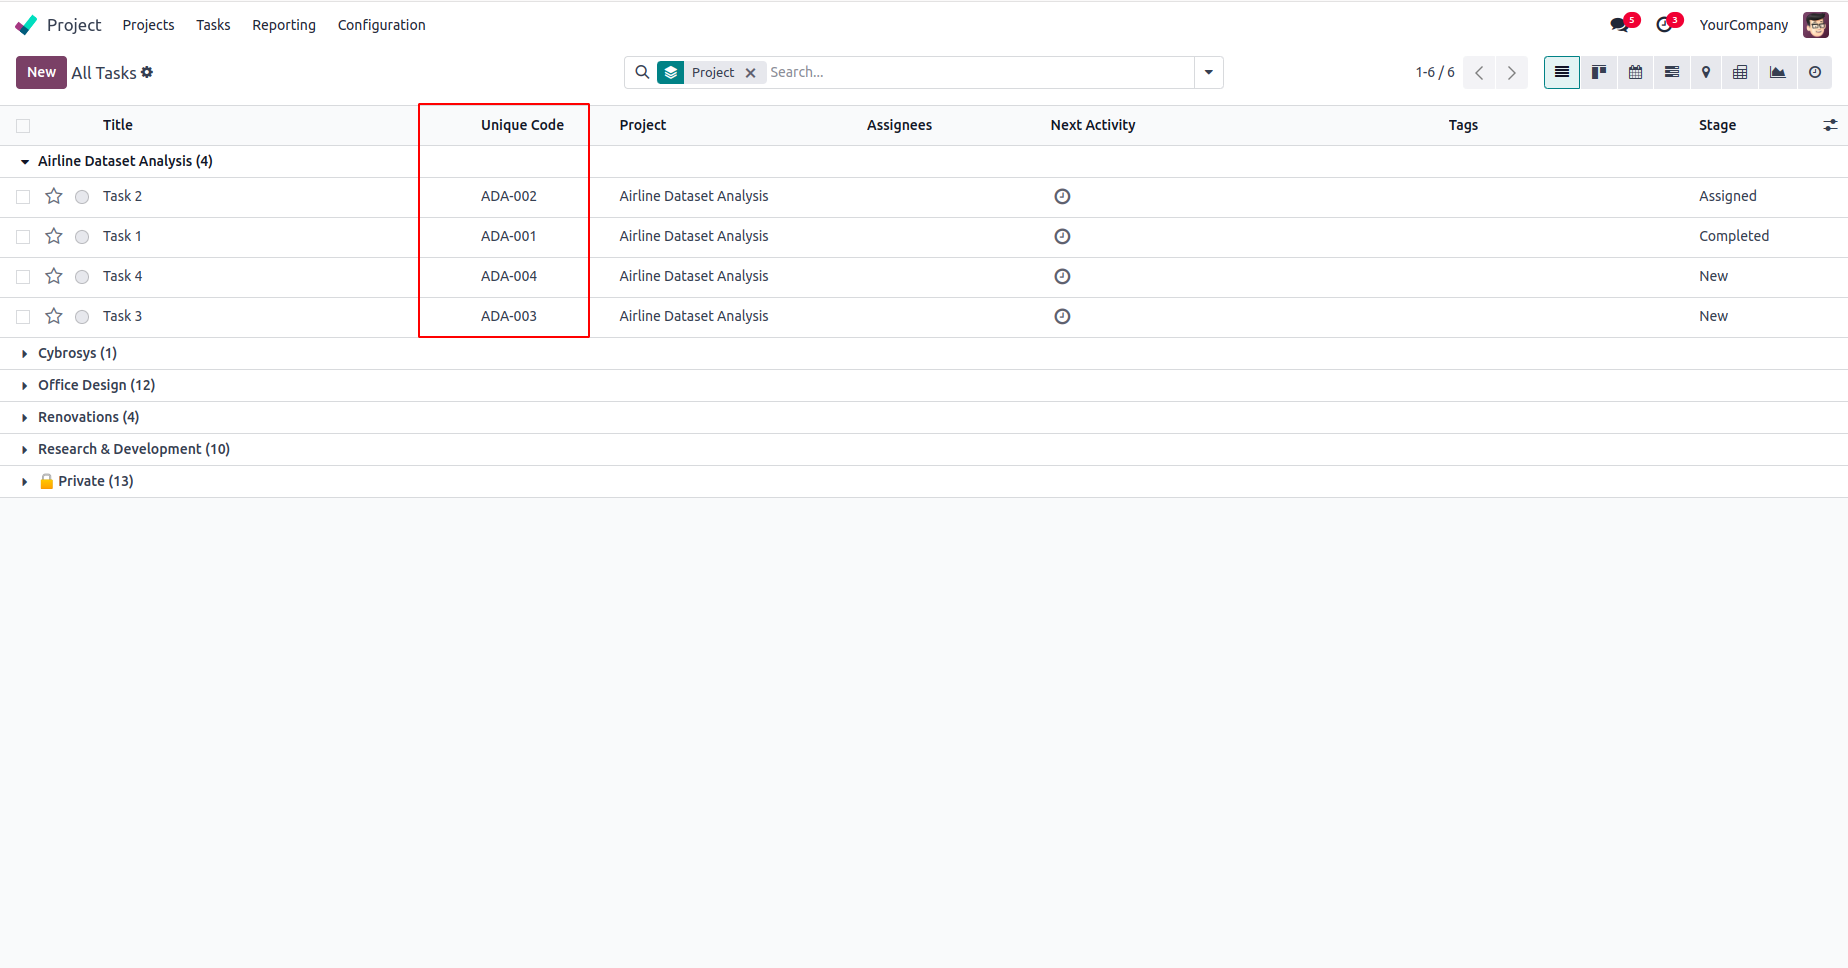 Project Projects Tasks Reporting Configuration 5 3 YourCompany
New All Tasks Project Search... 1-6 / 6
Title Unique Code Project Assignees Next Activity Tags Stage
Airline Dataset Analysis (4)
Task 2 ADA-002 Airline Dataset Analysis Assigned
Task 1 ADA-001 Airline Dataset Analysis Completed
Task 4 ADA-004 Airline Dataset Analysis New
Task 3 ADA-003 Airline Dataset Analysis New
Cybrosys (1)
Office Design (12)
Renovations (4)
Research & Development (10)
Private (13)